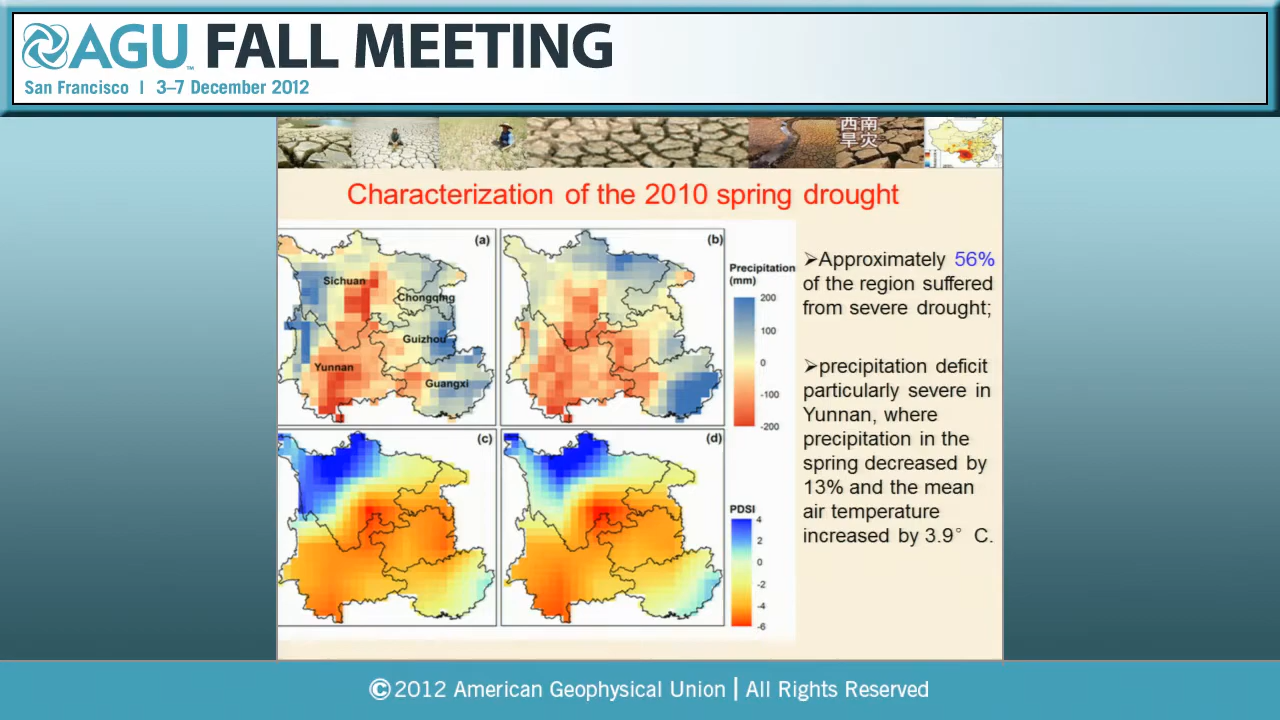 AGU FALL MEETING
San Francisco | 3–7 December 2012
西南
旱灾
Characterization of the 2010 spring drought
(a)
(b)
Sichuan
Chongqing
Guizhou
Yunnan
Guangxi
Precipitation
(mm)
200
100
0
-100
-200
(c)
(d)
PDSI
4
2
0
-2
-4
-6
➢Approximately 56%
of the region suffered
from severe drought;
➢precipitation deficit
particularly severe in
Yunnan, where
precipitation in the
spring decreased by
13% and the mean
air temperature
increased by 3.9° C.
©2012 American Geophysical Union | All Rights Reserved